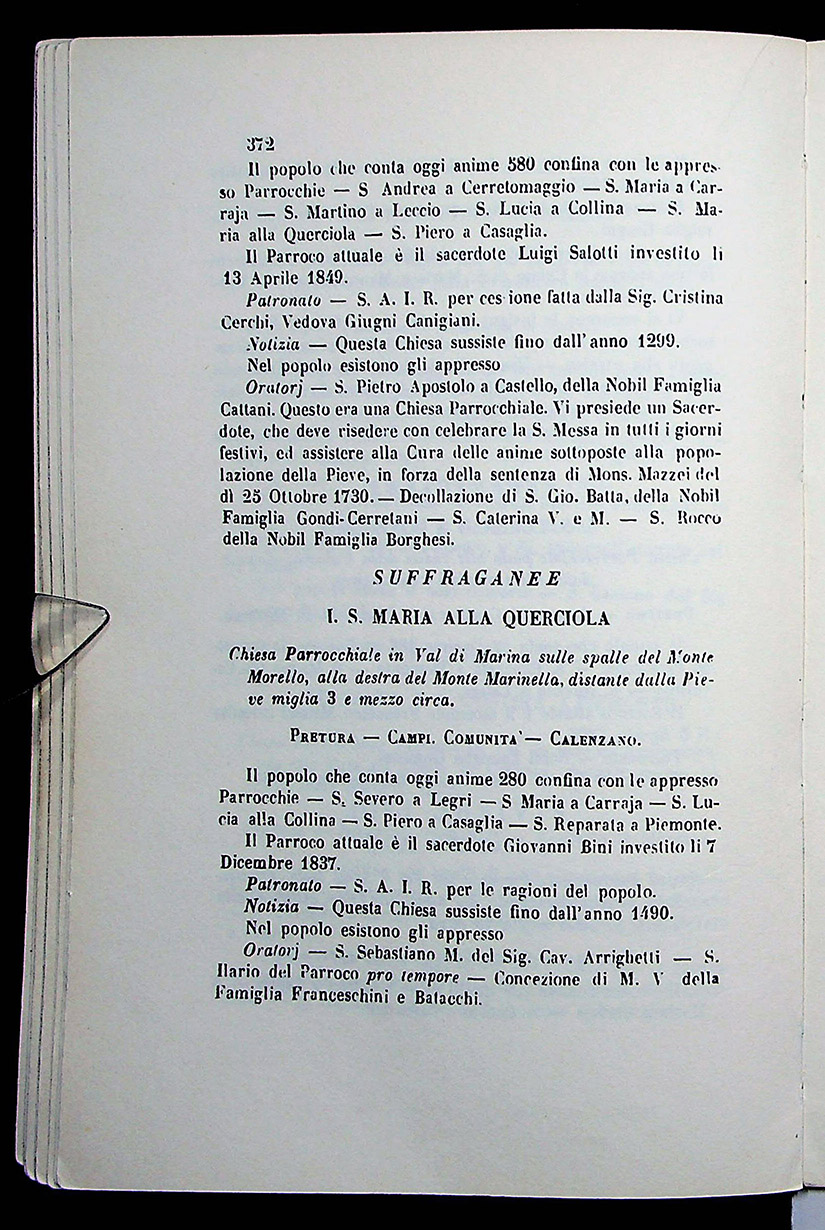 372
Il popolo che conta oggi anime 580 confina con le appres-
so Parrocchie — S Andrea a Cerretomaggio — S. Maria a Car-
raja — S. Martino a Leccio — S. Lucia a Collina — S. Ma-
ria alla Querciola — S. Piero a Casaglia.
Il Parroco attuale è il sacerdote Luigi Salotti investito li
13 Aprile 1849.
Patronato — S. A. I. R. per ces ione fatta dalla Sig. Cristina
Cerchi, Vedova Giugni Canigiani.
Notizia — Questa Chiesa sussiste fino dall'anno 1299.
Nel popolo esistono gli appresso
Oratorj — S. Pietro Apostolo a Castello, della Nobil Famiglia
Cattani. Questo era una Chiesa Parrocchiale. Vi presiede un Sacer-
dote, che deve risedere con celebrare la S. Messa in tutti i giorni
festivi, ed assistere alla Cura delle anime sottoposte alla popo-
lazione della Pieve, in forza della sentenza di Mons. Mazzei del
dì 25 Ottobre 1730. — Decollazione di S. Gio. Batta, della Nobil
Famiglia Gondi-Cerretani — S. Caterina V. e M. — S. Rocco
della Nobil Famiglia Borghesi.
SUFFRAGANEE
I. S. MARIA ALLA QUERCIOLA
Chiesa Parrocchiale in Val di Marina sulle spalle del Monte
Morello, alla destra del Monte Marinella, distante dalla Pie-
ve miglia 3 e mezzo circa.
PRETURA — CAMPI. COMUNITA' — CALENZANO.
Il popolo che conta oggi anime 280 confina con le appresso
Parrocchie — S. Severo a Legri — S Maria a Carraja — S. Lu-
cia alla Collina — S. Piero a Casaglia — S. Reparata a Piemonte.
Il Parroco attuale è il sacerdote Giovanni Bini investito li 7
Dicembre 1837.
Patronato — S. A. I. R. per le ragioni del popolo.
Notizia — Questa Chiesa sussiste fino dall'anno 1490.
Nel popolo esistono gli appresso
Oratorj — S. Sebastiano M. del Sig. Cav. Arrighetti — S.
Ilario del Parroco pro tempore — Concezione di M. V della
Famiglia Franceschini e Batacchi.